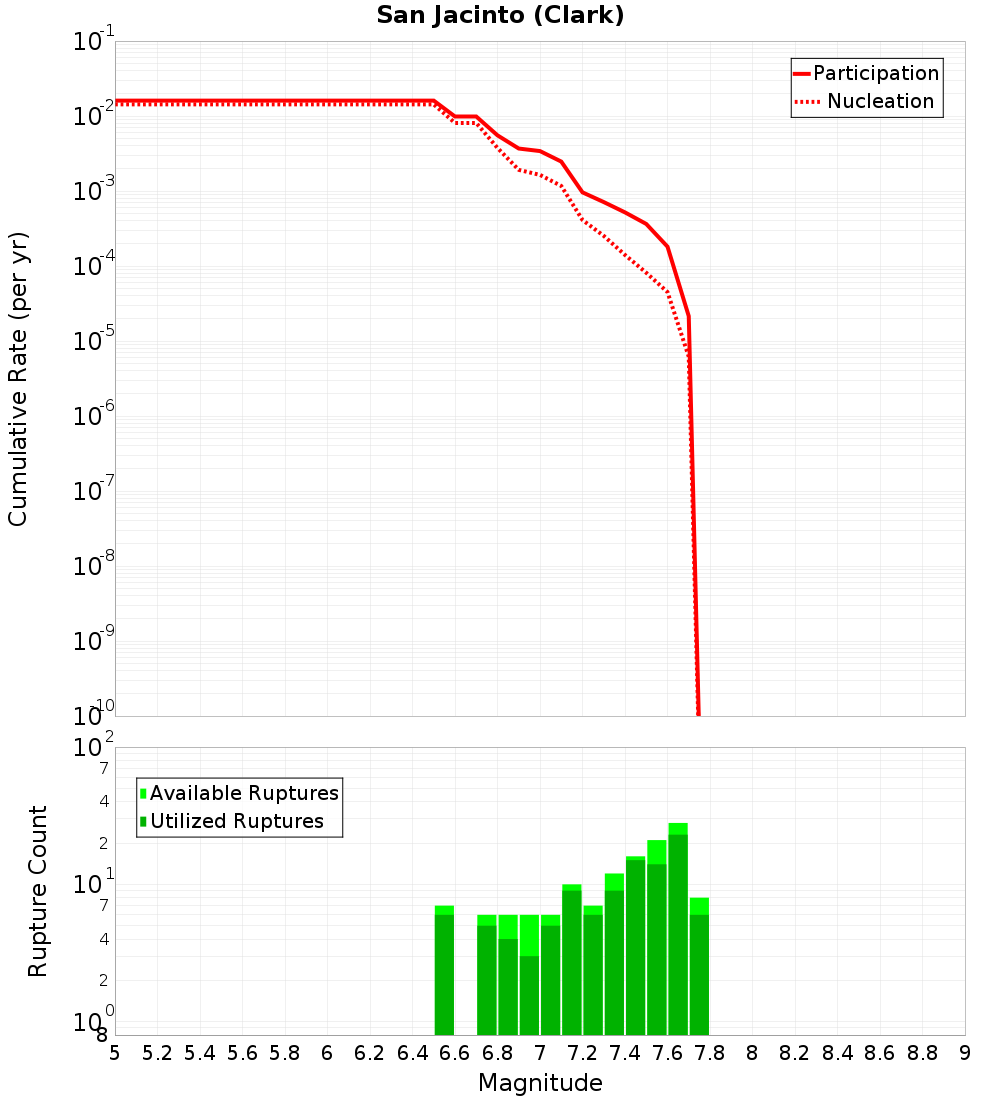 San Jacinto (Clark)
10^-1
10^-2
10^-3
10^-4
10^-5
10^-6
10^-7
10^-8
10^-9
10^-10
Cumulative Rate (per yr)
Participation
Nucleation
10^2
7
4
2
10^1
7
4
2
10^0
8
Rupture Count
Available Ruptures
Utilized Ruptures
5 5.2 5.4 5.6 5.8 6 6.2 6.4 6.6 6.8 7 7.2 7.4 7.6 7.8 8 8.2 8.4 8.6 8.8 9
Magnitude